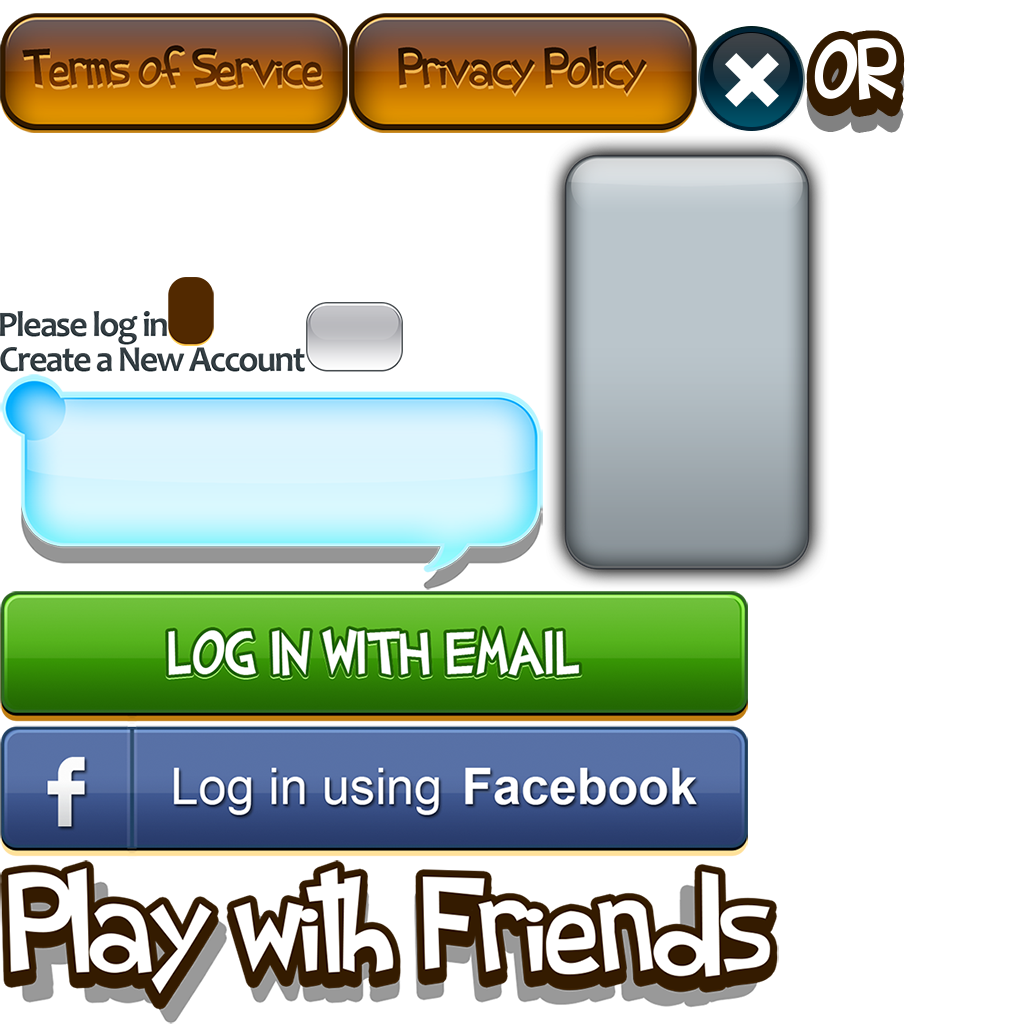 Terms of Service
Privacy Policy
OR
Please log in
Create a New Account
LOG IN WITH EMAIL
f Log in using Facebook
Play with Friends